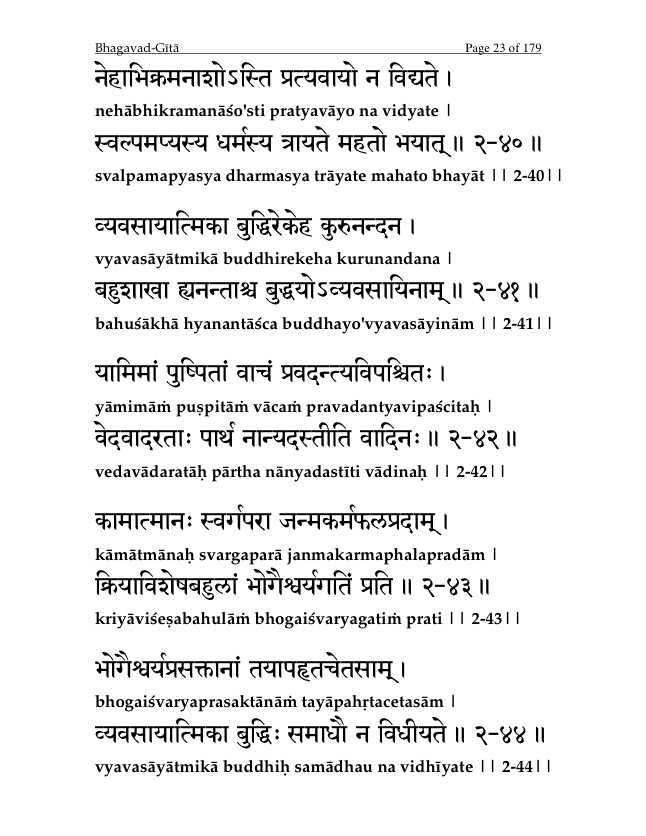 Bhagavad-Gītā Page 23 of 179
नेहाभिक्रमनाशोऽस्ति प्रत्यवायो न विद्यते ।
nehābhikramanāśo'sti pratyavāyo na vidyate |
स्वल्पमप्यस्य धर्मस्य त्रायते महतो भयात् ॥ २-४० ॥
svalpamapyasya dharmasya trāyate mahato bhayāt || 2-40||
व्यवसायात्मिका बुद्धिरेकेह कुरुनन्दन ।
vyavasāyātmikā buddhirekeha kurunandana |
बहुशाखा ह्यनन्ताश्च बुद्धयोऽव्यवसायिनाम् ॥ २-४१ ॥
bahuśākhā hyanantāśca buddhayo'vyavasāyinām || 2-41||
यामिमां पुष्पितां वाचं प्रवदन्त्यविपश्चितः ।
yāmimāṁ puṣpitāṁ vācaṁ pravadantyavipaścitaḥ |
वेदवादरताः पार्थ नान्यदस्तीति वादिनः ॥ २-४२ ॥
vedavādaratāḥ pārtha nānyadastīti vādinaḥ || 2-42||
कामात्मानः स्वर्गपरा जन्मकर्मफलप्रदाम् ।
kāmātmānaḥ svargaparā janmakarmaphalapradām |
क्रियाविशेषबहुलां भोगैश्वर्यगतिं प्रति ॥ २-४३ ॥
kriyāviśeṣabahulāṁ bhogaiśvaryagatiṁ prati || 2-43||
भोगैश्वर्यप्रसक्तानां तयापहृतचेतसाम् ।
bhogaiśvaryaprasaktānāṁ tayāpahṛtacetasām |
व्यवसायात्मिका बुद्धिः समाधौ न विधीयते ॥ २-४४ ॥
vyavasāyātmikā buddhiḥ samādhau na vidhīyate || 2-44||